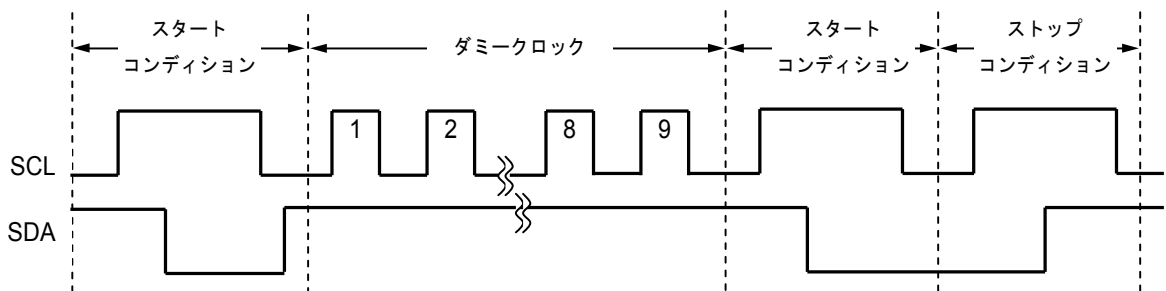 スタート
コンディション
ダミークロック
スタート
コンディション
ストップ
コンディション
1 2 8 9
SCL
SDA